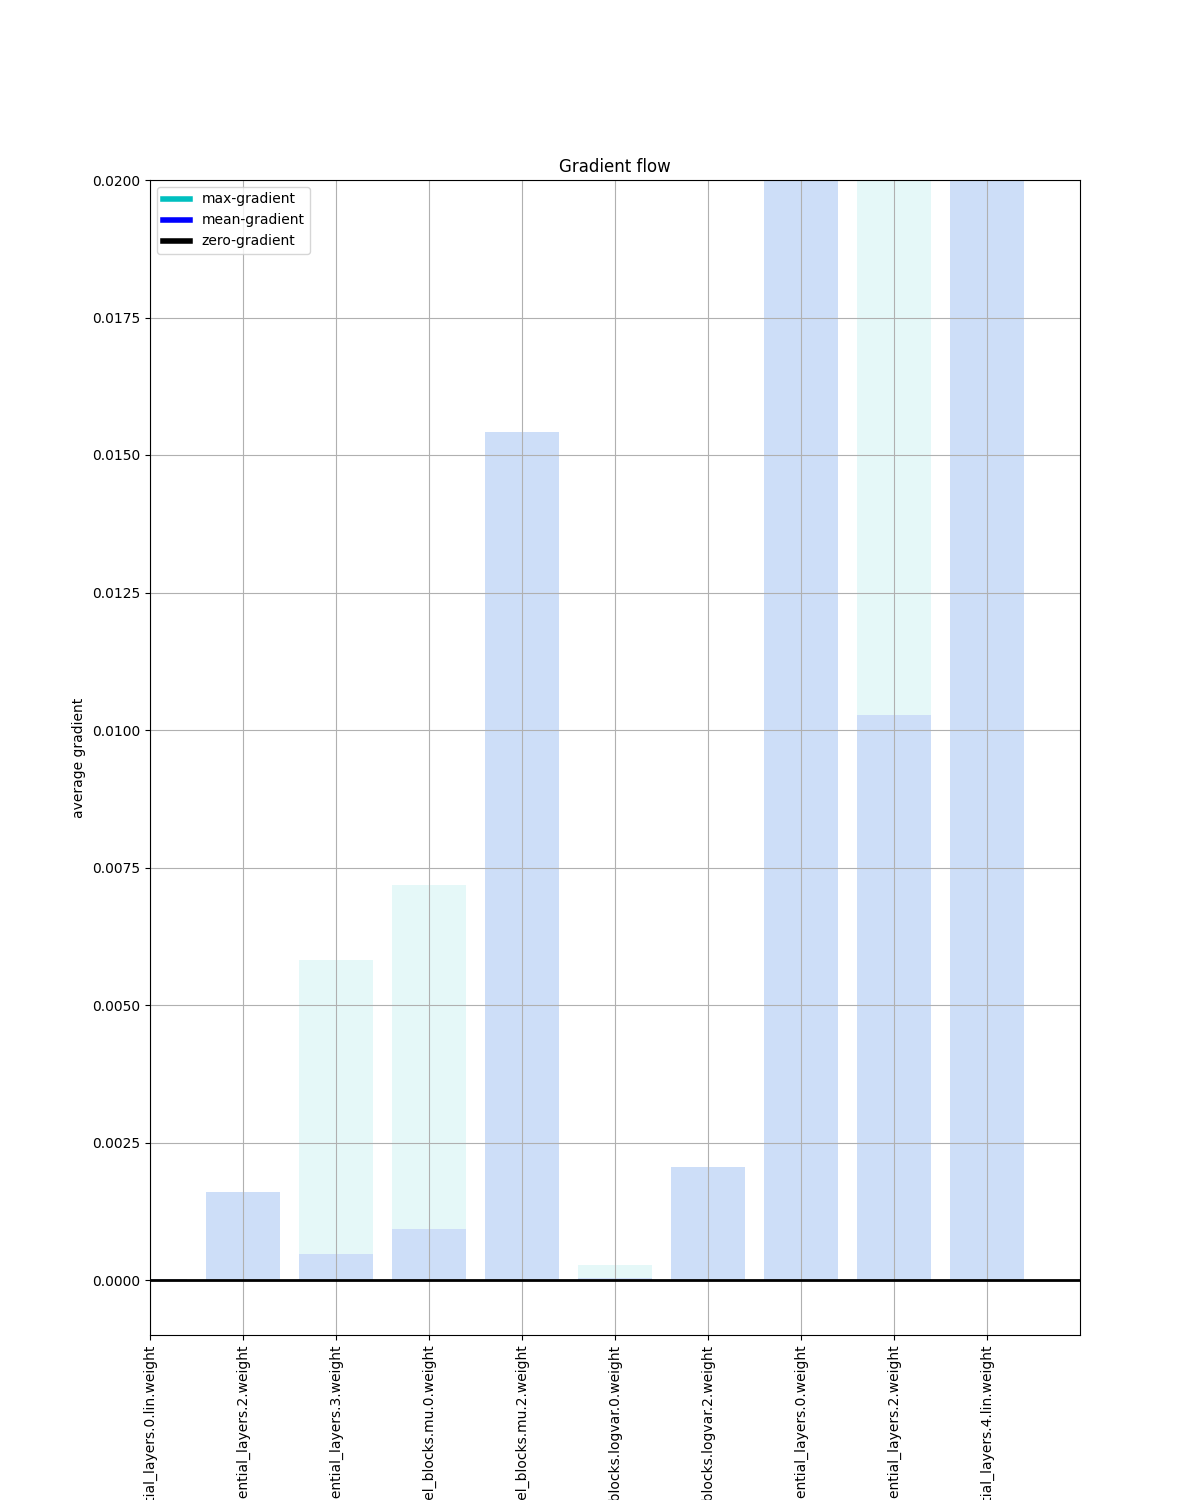 Gradient flow
max-gradient
mean-gradient
zero-gradient
0.0200
0.0175
0.0150
0.0125
0.0100
0.0075
0.0050
0.0025
0.0000
average gradient
tial_layers.0.lin.weight
ential_layers.2.weight
ential_layers.3.weight
el_blocks.mu.0.weight
el_blocks.mu.2.weight
blocks.logvar.0.weight
blocks.logvar.2.weight
ential_layers.0.weight
ential_layers.2.weight
tial_layers.4.lin.weight